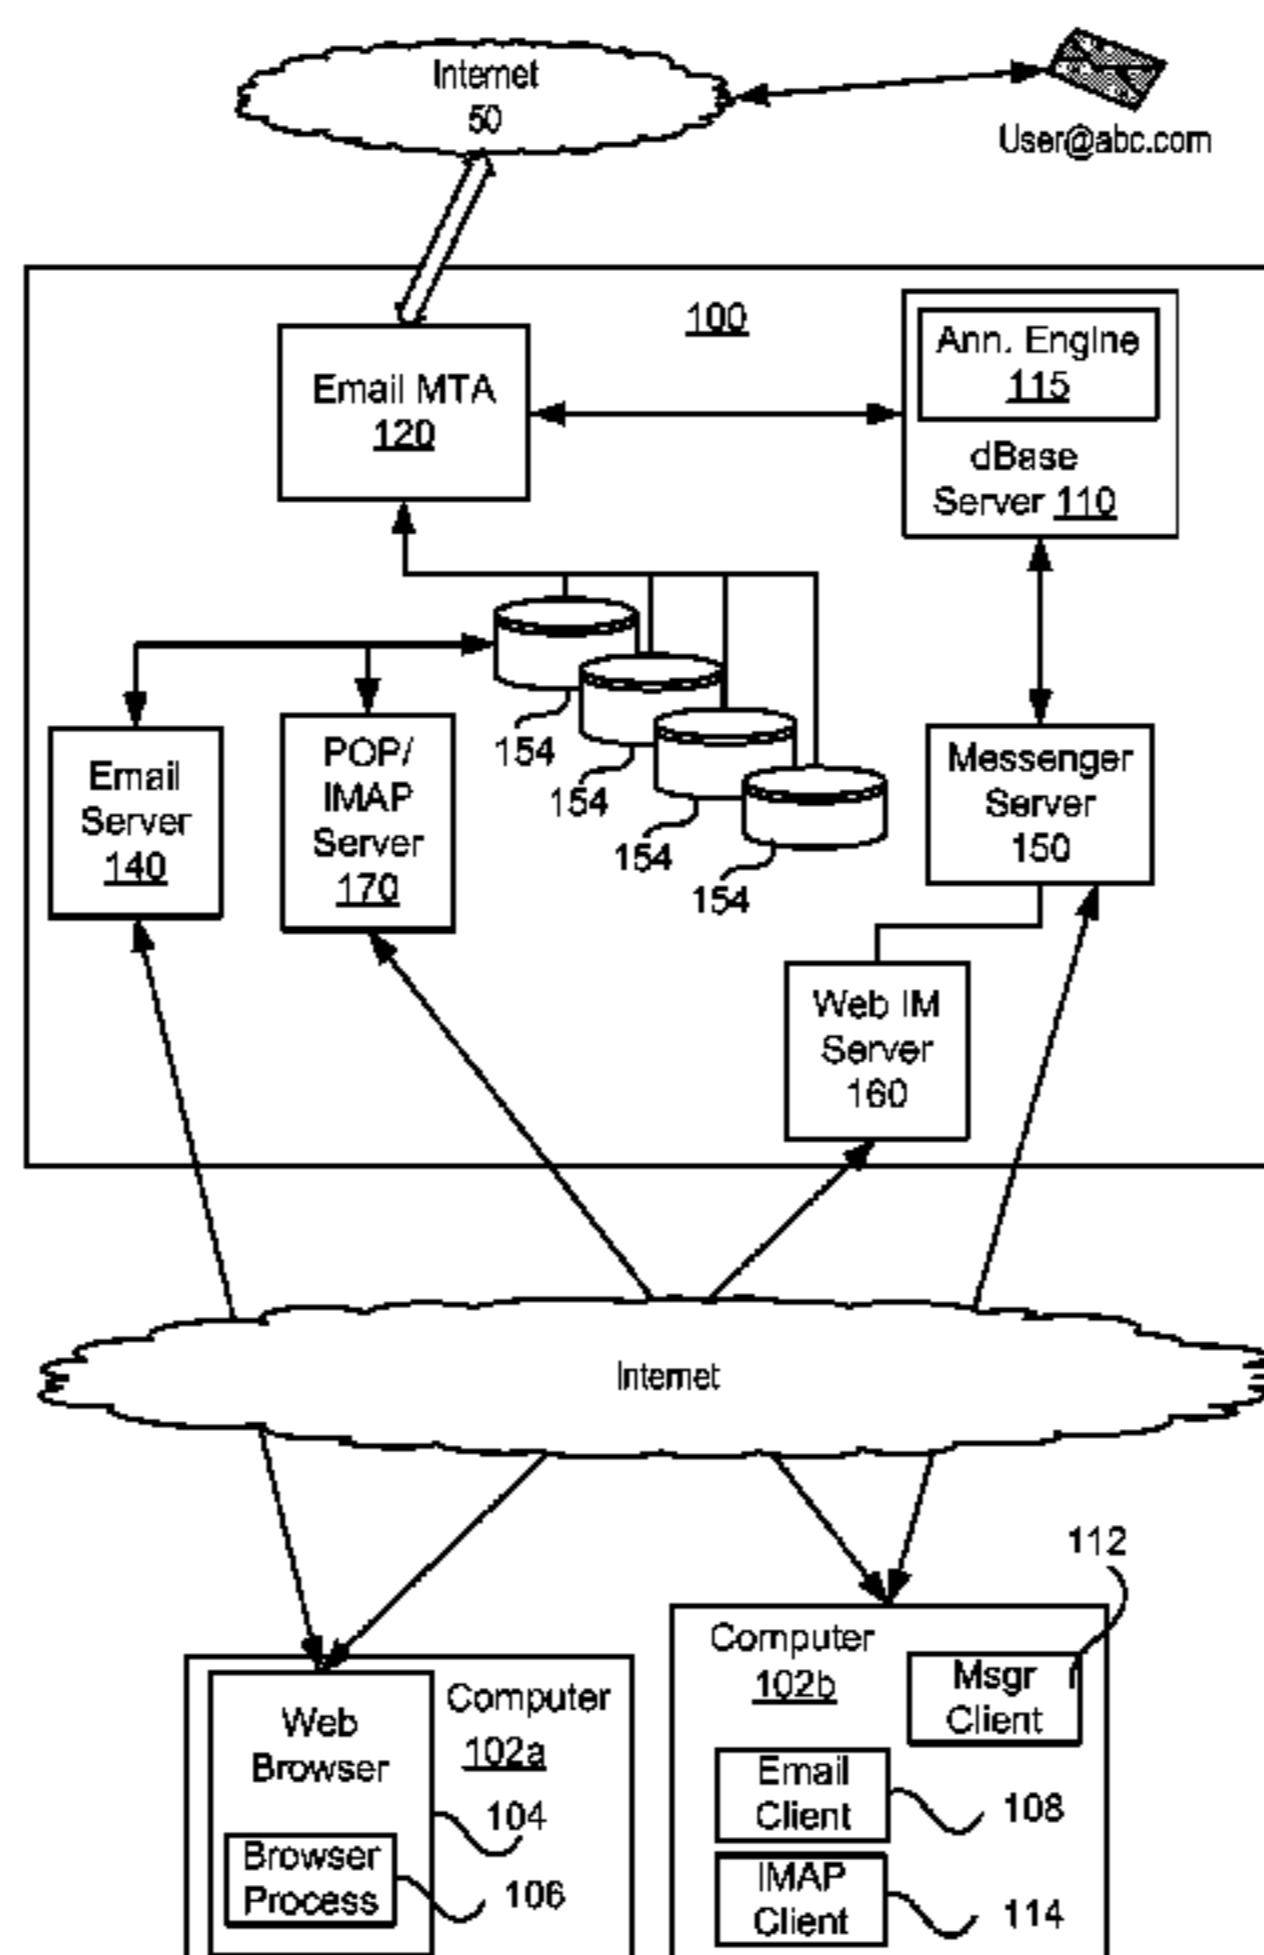 Internet
50
User@abc.com
100
Ann. Engine
115
dBase
Server 110
Email MTA
120
154
154
154
154
Email
Server
140
POP/
IMAP
Server
170
Messenger
Server
150
Web IM
Server
160
Internet
112
Computer
102b
Msgr
Client
Email
Client
108
IMAP
Client
114
Web
Browser
Computer
102a
104
Browser
Process
106